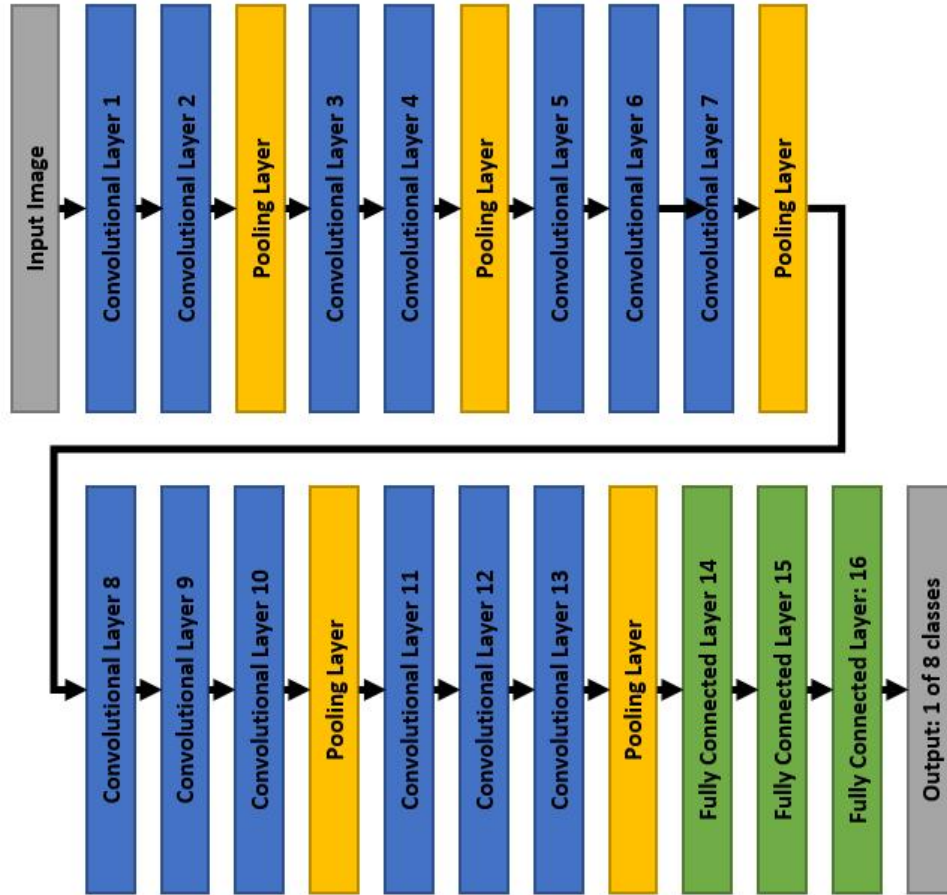 Input Image
Convolutional Layer 1
Convolutional Layer 2
Pooling Layer
Convolutional Layer 3
Convolutional Layer 4
Pooling Layer
Convolutional Layer 5
Convolutional Layer 6
Convolutional Layer 7
Pooling Layer
Convolutional Layer 8
Convolutional Layer 9
Convolutional Layer 10
Pooling Layer
Convolutional Layer 11
Convolutional Layer 12
Convolutional Layer 13
Pooling Layer
Fully Connected Layer 14
Fully Connected Layer 15
Fully Connected Layer: 16
Output: 1 of 8 classes